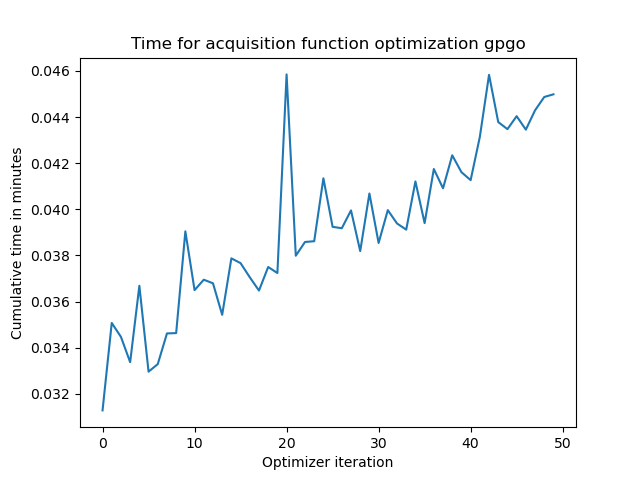 Time for acquisition function optimization gpgo
0.046
0.044
0.042
0.040
0.038
0.036
0.034
0.032
Cumulative time in minutes
0 10 20 30 40 50
Optimizer iteration